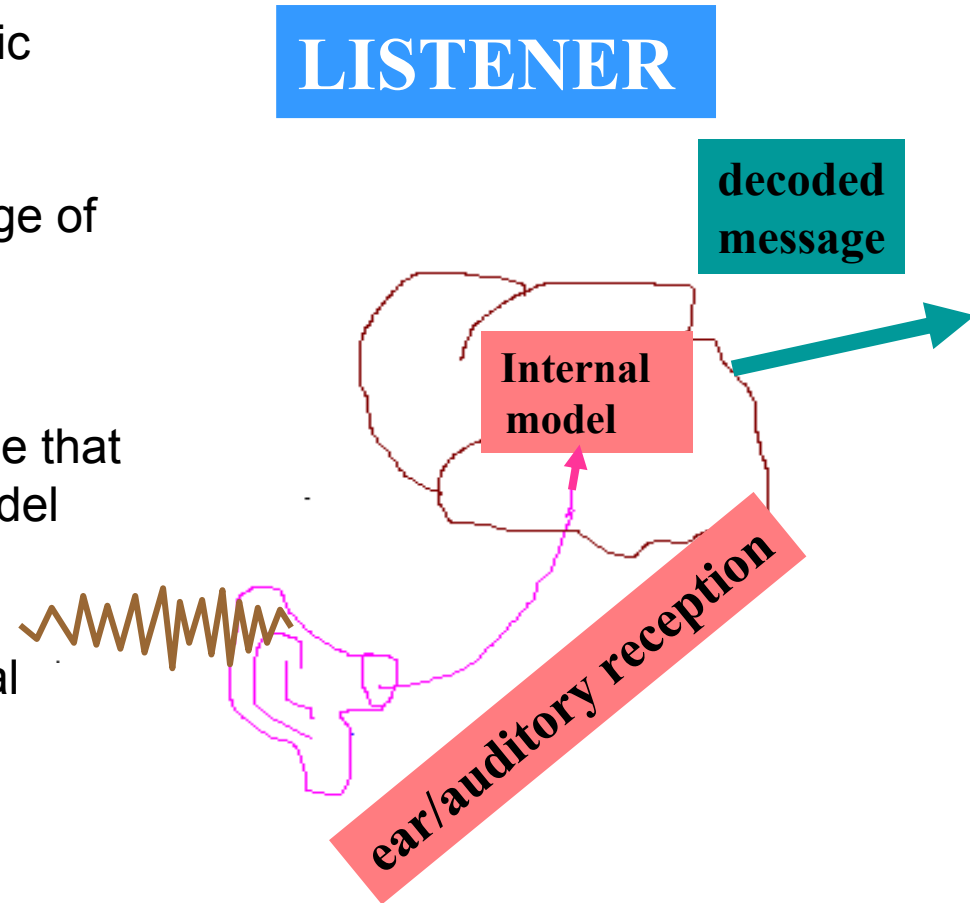 ic
LISTENER
decoded
message
ge of
Internal
model
e that
del
ear/auditory reception
al